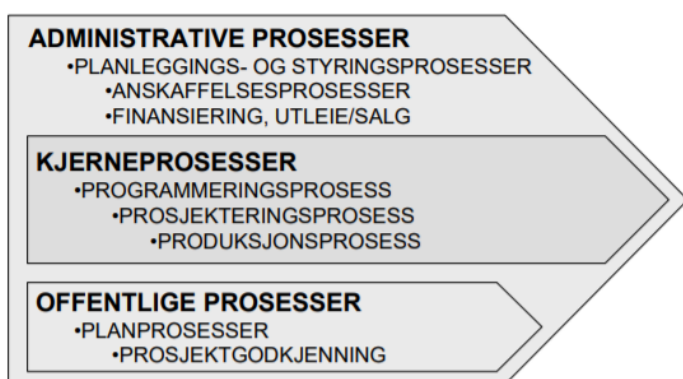 ADMINISTRATIVE PROSESSER
•PLANLEGGINGS- OG STYRINGSPROSESSER
•ANSKAFFELSESPROSESSER
•FINANSIERING, UTLEIE/SALG
KJERNEPROSESSER
•PROGRAMMERINGSPROSESS
•PROSJEKTERINGSPROSESS
•PRODUKSJONSPROSESS
OFFENTLIGE PROSESSER
•PLANPROSESSER
•PROSJEKTGODKJENNING